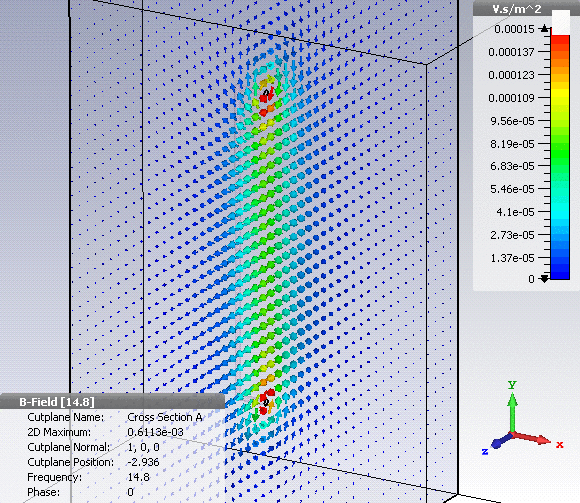 V.s/m^2
0.00015
0.000137
0.000123
0.000109
9.56e-05
8.19e-05
6.83e-05
5.46e-05
4.1e-05
2.73e-05
1.37e-05
0
B-Field [14.8]
Cutplane Name: Cross Section A
2D Maximum: 0.6113e-03
Cutplane Normal: 1, 0, 0
Cutplane Position: -2.936
Frequency: 14.8
Phase: 0
y
x
z